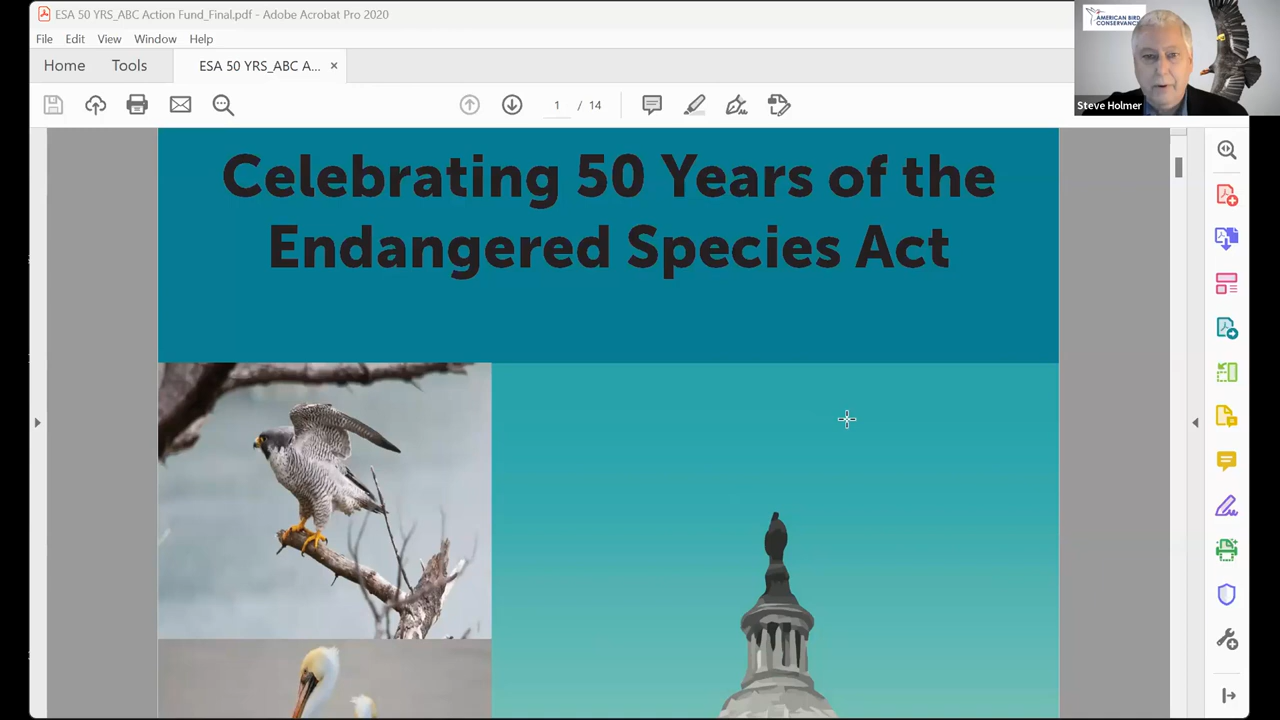 ESA 50 YRS_ABC Action Fund_Final.pdf - Adobe Acrobat Pro 2020
File Edit View Window Help
Home Tools ESA 50 YRS_ABC A... ×
1 / 14
AMERICAN BIRD
CONSERVANCY
Steve Holmer
Celebrating 50 Years of the
Endangered Species Act